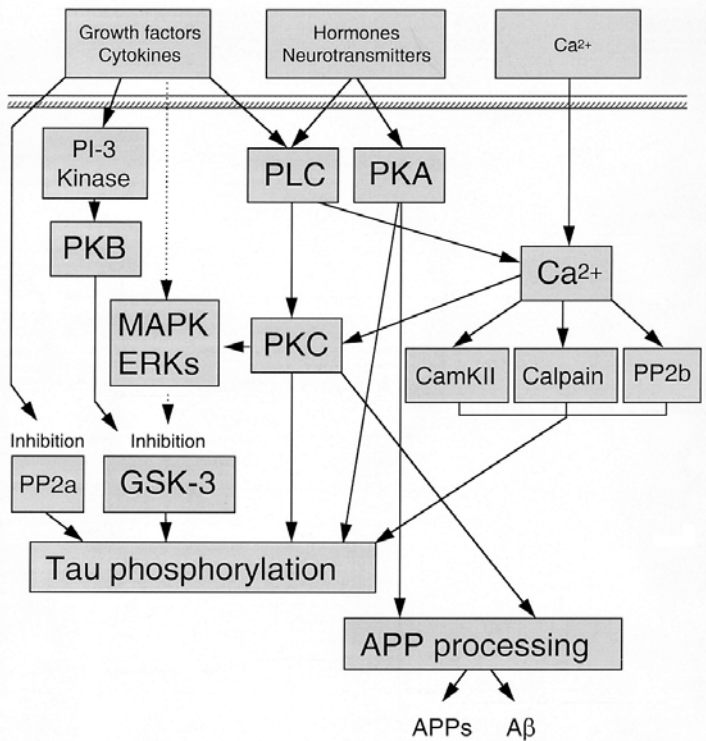 Growth factors
Cytokines
Hormones
Neurotransmitters
Ca²⁺
PI-3
Kinase
PLC
PKA
PKB
Ca²⁺
MAPK
ERKs
PKC
CamKII
Calpain
PP2b
Inhibition
Inhibition
PP2a
GSK-3
Tau phosphorylation
APP processing
APPs
Aβ